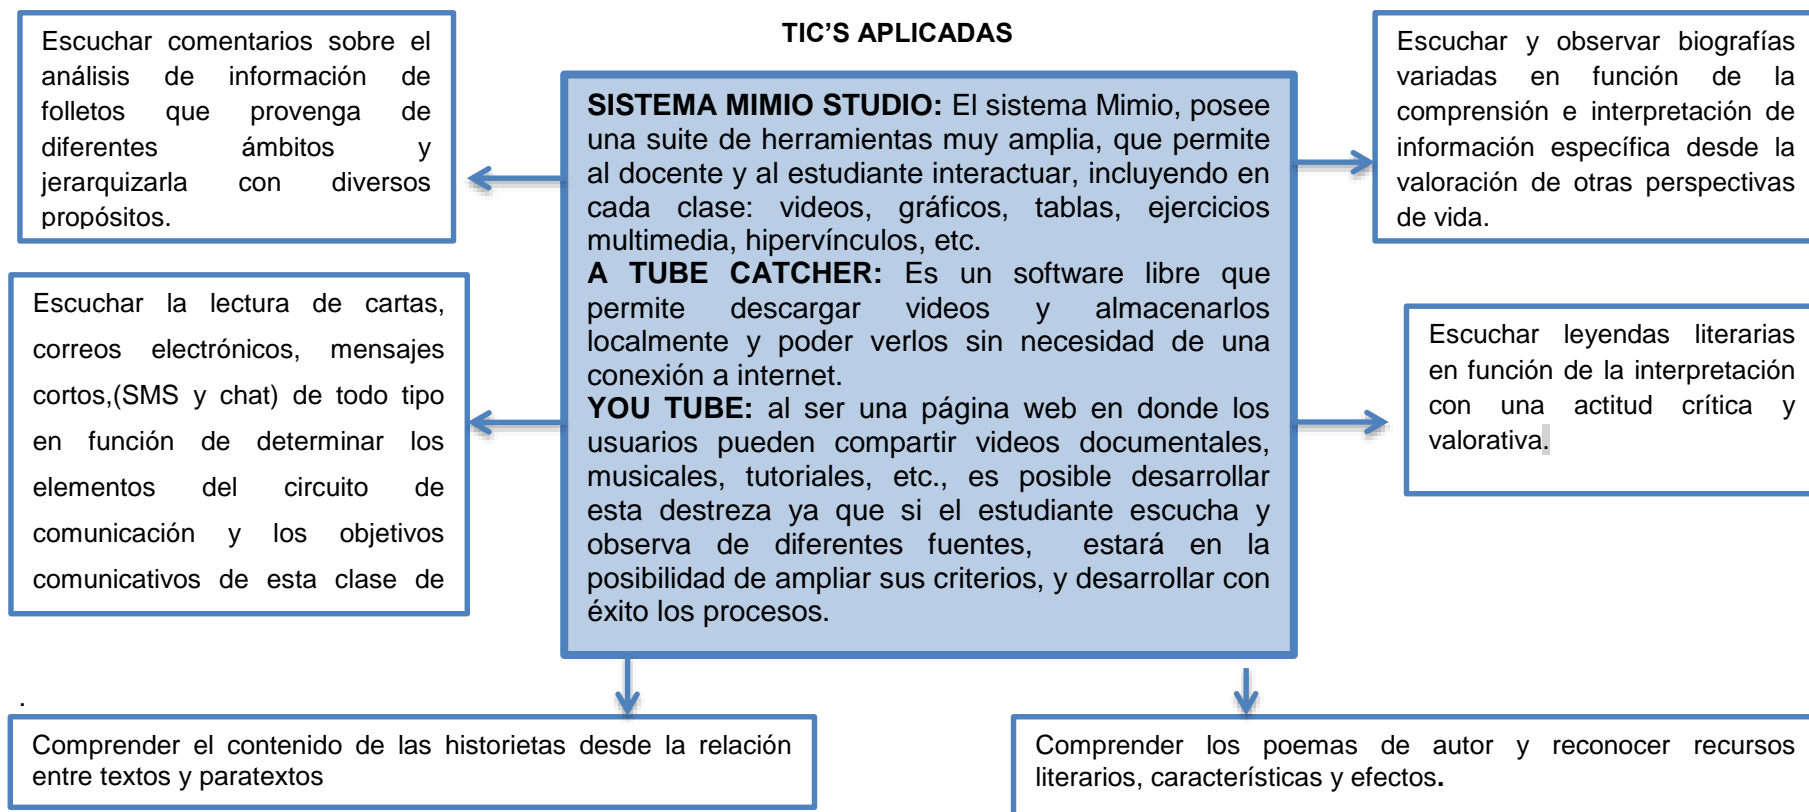 TIC’S APLICADAS
Escuchar comentarios sobre el
análisis de información de
folletos que provenga de
diferentes ámbitos y
jerarquizarla con diversos
propósitos.
Escuchar la lectura de cartas,
correos electrónicos, mensajes
cortos,(SMS y chat) de todo tipo
en función de determinar los
elementos del circuito de
comunicación y los objetivos
comunicativos de esta clase de
SISTEMA MIMIO STUDIO: El sistema Mimio, posee
una suite de herramientas muy amplia, que permite
al docente y al estudiante interactuar, incluyendo en
cada clase: videos, gráficos, tablas, ejercicios
multimedia, hipervínculos, etc.
A TUBE CATCHER: Es un software libre que
permite descargar videos y almacenarlos
localmente y poder verlos sin necesidad de una
conexión a internet.
YOU TUBE: al ser una página web en donde los
usuarios pueden compartir videos documentales,
musicales, tutoriales, etc., es posible desarrollar
esta destreza ya que si el estudiante escucha y
observa de diferentes fuentes, estará en la
posibilidad de ampliar sus criterios, y desarrollar con
éxito los procesos.
Escuchar y observar biografías
variadas en función de la
comprensión e interpretación de
información específica desde la
valoración de otras perspectivas
de vida.
Escuchar leyendas literarias
en función de la interpretación
con una actitud crítica y
valorativa.
.
Comprender el contenido de las historietas desde la relación
entre textos y paratextos
Comprender los poemas de autor y reconocer recursos
literarios, características y efectos.